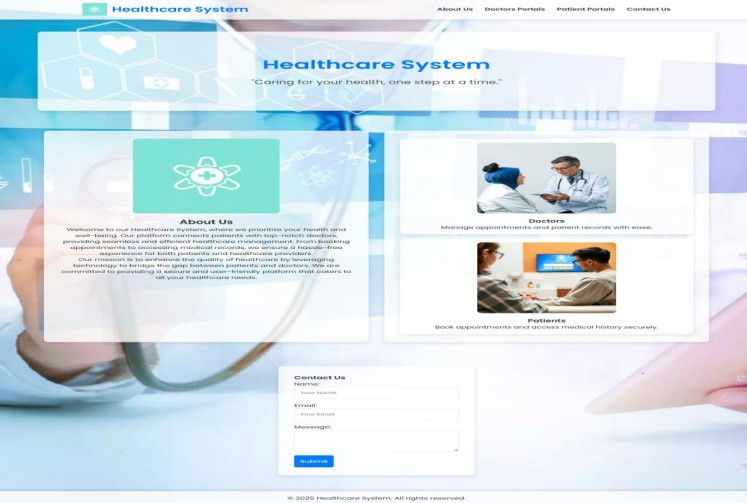 Healthcare System
About Us
Doctors Portals
Patient Portals
Contact Us
Healthcare System
"Caring for your health, one step at a time."
About Us
Welcome to our Healthcare System, where we prioritize your health and
well-being. Our platform connects patients with top-notch doctors,
providing seamless and efficient healthcare management. From booking
appointments to accessing medical records, we ensure a hassle-free
experience for both patients and healthcare providers.
Our mission is to enhance the quality of healthcare by leveraging
technology to bridge the gap between patients and doctors. We are
committed to providing a secure and user-friendly platform that caters to
all your healthcare needs.
Doctors
Manage appointments and patient records with ease.
Patients
Book appointments and access medical history securely.
Contact Us
Name:
Your Name
Email:
Your Email
Message:
Submit
© 2025 Healthcare System. All rights reserved.